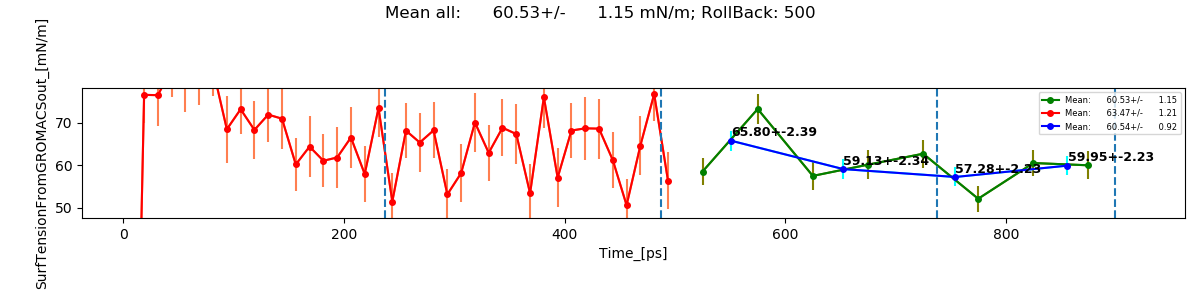 Mean all:      60.53+/-      1.15 mN/m; RollBack: 500
SurfTensionFromGROMACSout_[mN/m]
70
60
50
Mean:      60.53+/-      1.15
Mean:      63.47+/-      1.21
Mean:      60.54+/-      0.92
65.80+-2.39
59.13+-2.34
57.28+-2.23
59.95+-2.23
0 200 400 600 800
Time_[ps]